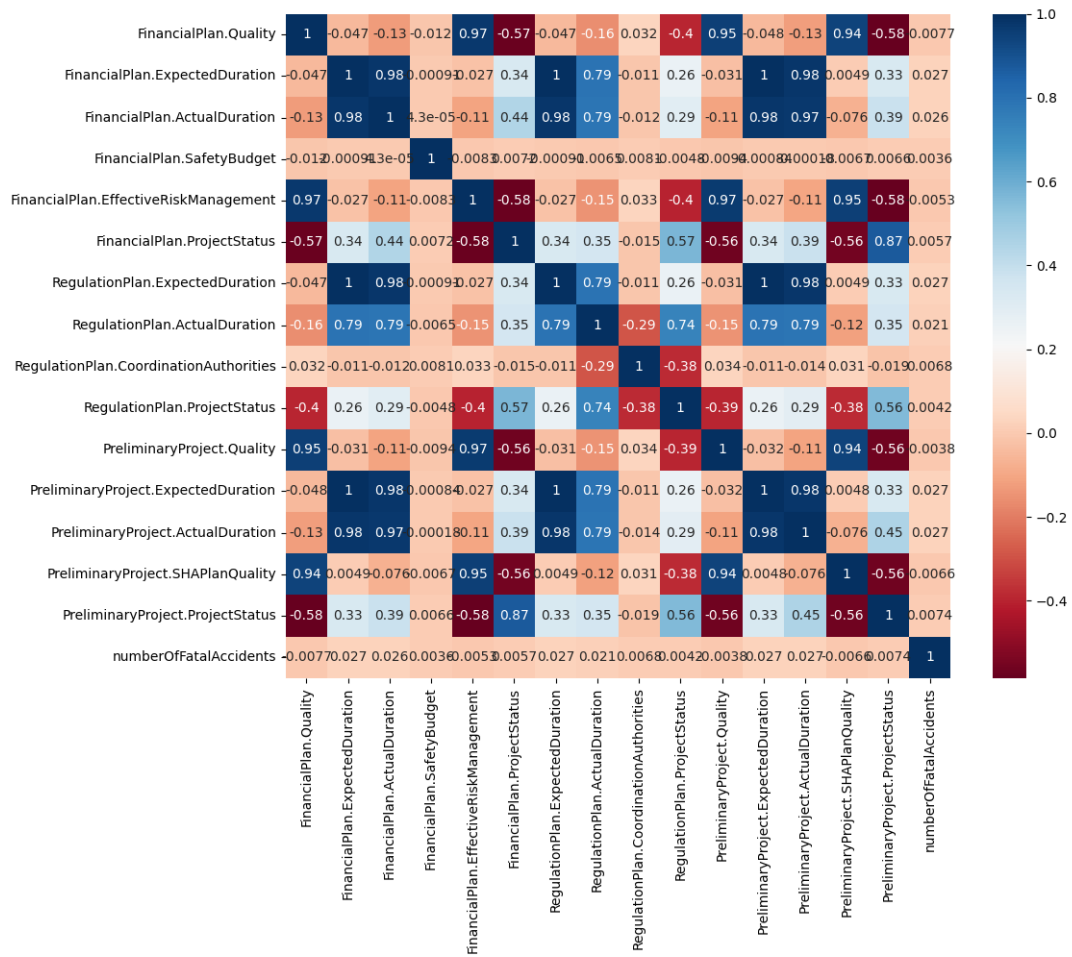 FinancialPlan.Quality 1 -0.047 -0.13 -0.012 0.97 -0.57 -0.047 -0.16 0.032 -0.4 0.95 -0.048 -0.13 0.94 -0.58 -0.0077
FinancialPlan.ExpectedDuration -0.047 1 0.98 -0.00091 -0.027 0.34 1 0.79 -0.011 0.26 -0.031 1 0.98 0.0049 0.33 0.027
FinancialPlan.ActualDuration -0.13 0.98 1 -0.11 0.44 0.98 0.79 -0.012 0.29 -0.11 0.98 0.97 -0.076 0.39 0.026
FinancialPlan.SafetyBudget 1 0.0036
FinancialPlan.EffectiveRiskManagement 0.97 -0.027 -0.11 -0.0083 1 -0.58 -0.027 -0.15 0.033 -0.4 0.97 -0.027 -0.11 0.95 -0.58 -0.0053
FinancialPlan.ProjectStatus -0.57 0.34 0.44 0.0072 -0.58 1 0.34 0.35 -0.015 0.57 -0.56 0.34 0.39 -0.56 0.87 0.0057
RegulationPlan.ExpectedDuration -0.047 1 0.98 -0.00091 -0.027 0.34 1 0.79 -0.011 0.26 -0.031 1 0.98 0.0049 0.33 0.027
RegulationPlan.ActualDuration -0.16 0.79 0.79 -0.0065 -0.15 0.35 0.79 1 -0.29 0.74 -0.15 0.79 0.79 -0.12 0.35 0.021
RegulationPlan.CoordinationAuthorities 0.032 -0.011 -0.012 0.0081 0.033 -0.015 -0.011 -0.29 1 -0.38 0.034 -0.011 -0.014 0.031 -0.019 0.0068
RegulationPlan.ProjectStatus -0.4 0.26 0.29 -0.0048 -0.4 0.57 0.26 0.74 -0.38 1 -0.39 0.26 0.29 -0.38 0.56 0.0042
PreliminaryProject.Quality 0.95 -0.031 -0.11 -0.0094 0.97 -0.56 -0.031 -0.15 0.034 -0.39 1 -0.032 -0.11 0.94 -0.56 -0.0038
PreliminaryProject.ExpectedDuration -0.048 1 0.98 -0.00084 -0.027 0.34 1 0.79 -0.011 0.26 -0.032 1 0.98 0.0048 0.33 0.027
PreliminaryProject.ActualDuration -0.13 0.98 0.97 -0.11 0.39 0.98 0.79 -0.014 0.29 -0.11 0.98 1 -0.076 0.45 0.027
PreliminaryProject.SHAPlanQuality 0.94 0.0049 -0.076 -0.0067 0.95 -0.56 0.0049 -0.12 0.031 -0.38 0.94 0.0048 -0.076 1 -0.56 -0.0066
PreliminaryProject.ProjectStatus -0.58 0.33 0.39 0.0066 -0.58 0.87 0.33 0.35 -0.019 0.56 -0.56 0.33 0.45 -0.56 1 0.0074
numberOfFatalAccidents -0.0077 0.027 0.026 0.0036 -0.0053 0.0057 0.027 0.021 0.0068 0.0042 -0.0038 0.027 0.027 -0.0066 0.0074 1
FinancialPlan.Quality
FinancialPlan.ExpectedDuration
FinancialPlan.ActualDuration
FinancialPlan.SafetyBudget
FinancialPlan.EffectiveRiskManagement
FinancialPlan.ProjectStatus
RegulationPlan.ExpectedDuration
RegulationPlan.ActualDuration
RegulationPlan.CoordinationAuthorities
RegulationPlan.ProjectStatus
PreliminaryProject.Quality
PreliminaryProject.ExpectedDuration
PreliminaryProject.ActualDuration
PreliminaryProject.SHAPlanQuality
PreliminaryProject.ProjectStatus
numberOfFatalAccidents
1.0
0.8
0.6
0.4
0.2
0.0
−0.2
−0.4